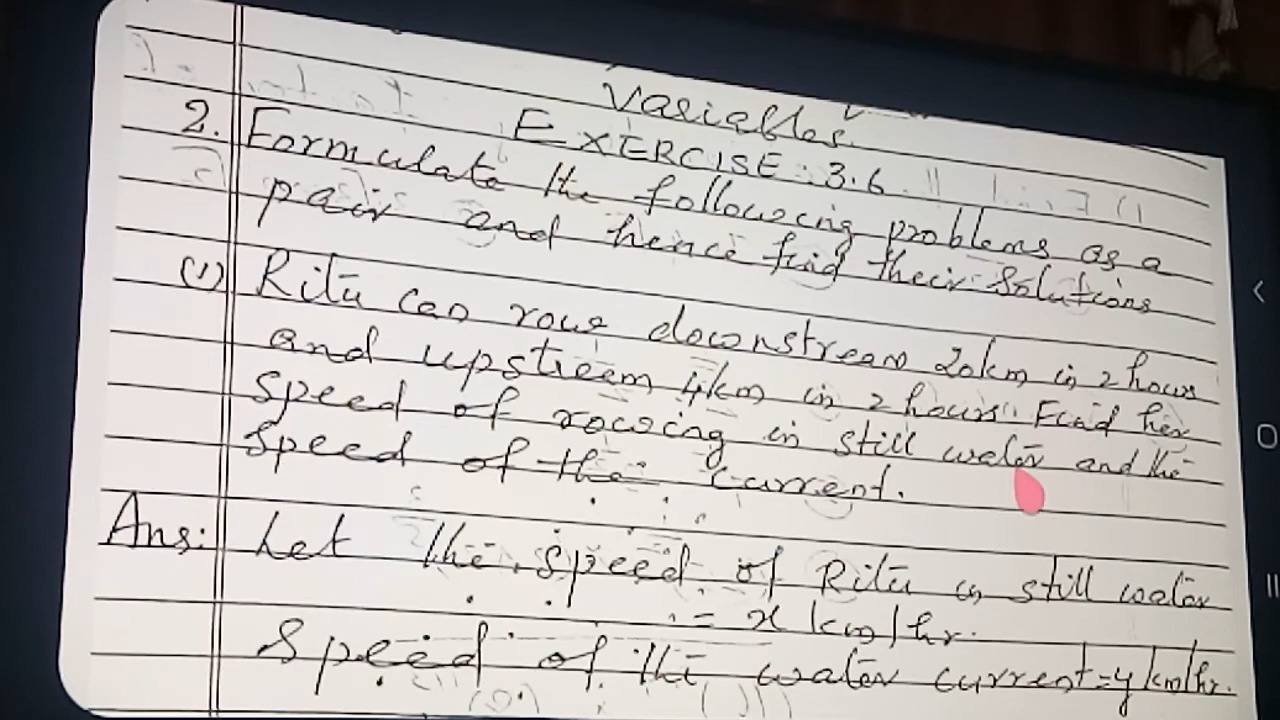 Variables.
EXERCISE: 3.6.
2. Formulate the following problems as a
pair and hence find their solutions
(1) Ritu can row downstream 20km in 2 hours
and upstreem 4km in 2 hours. Find her
speed of rowing in still water and the
speed of the current.
Ans: Let the speed of Ritu in still water
= x km/hr.
Speed of the water current = y km/hr.